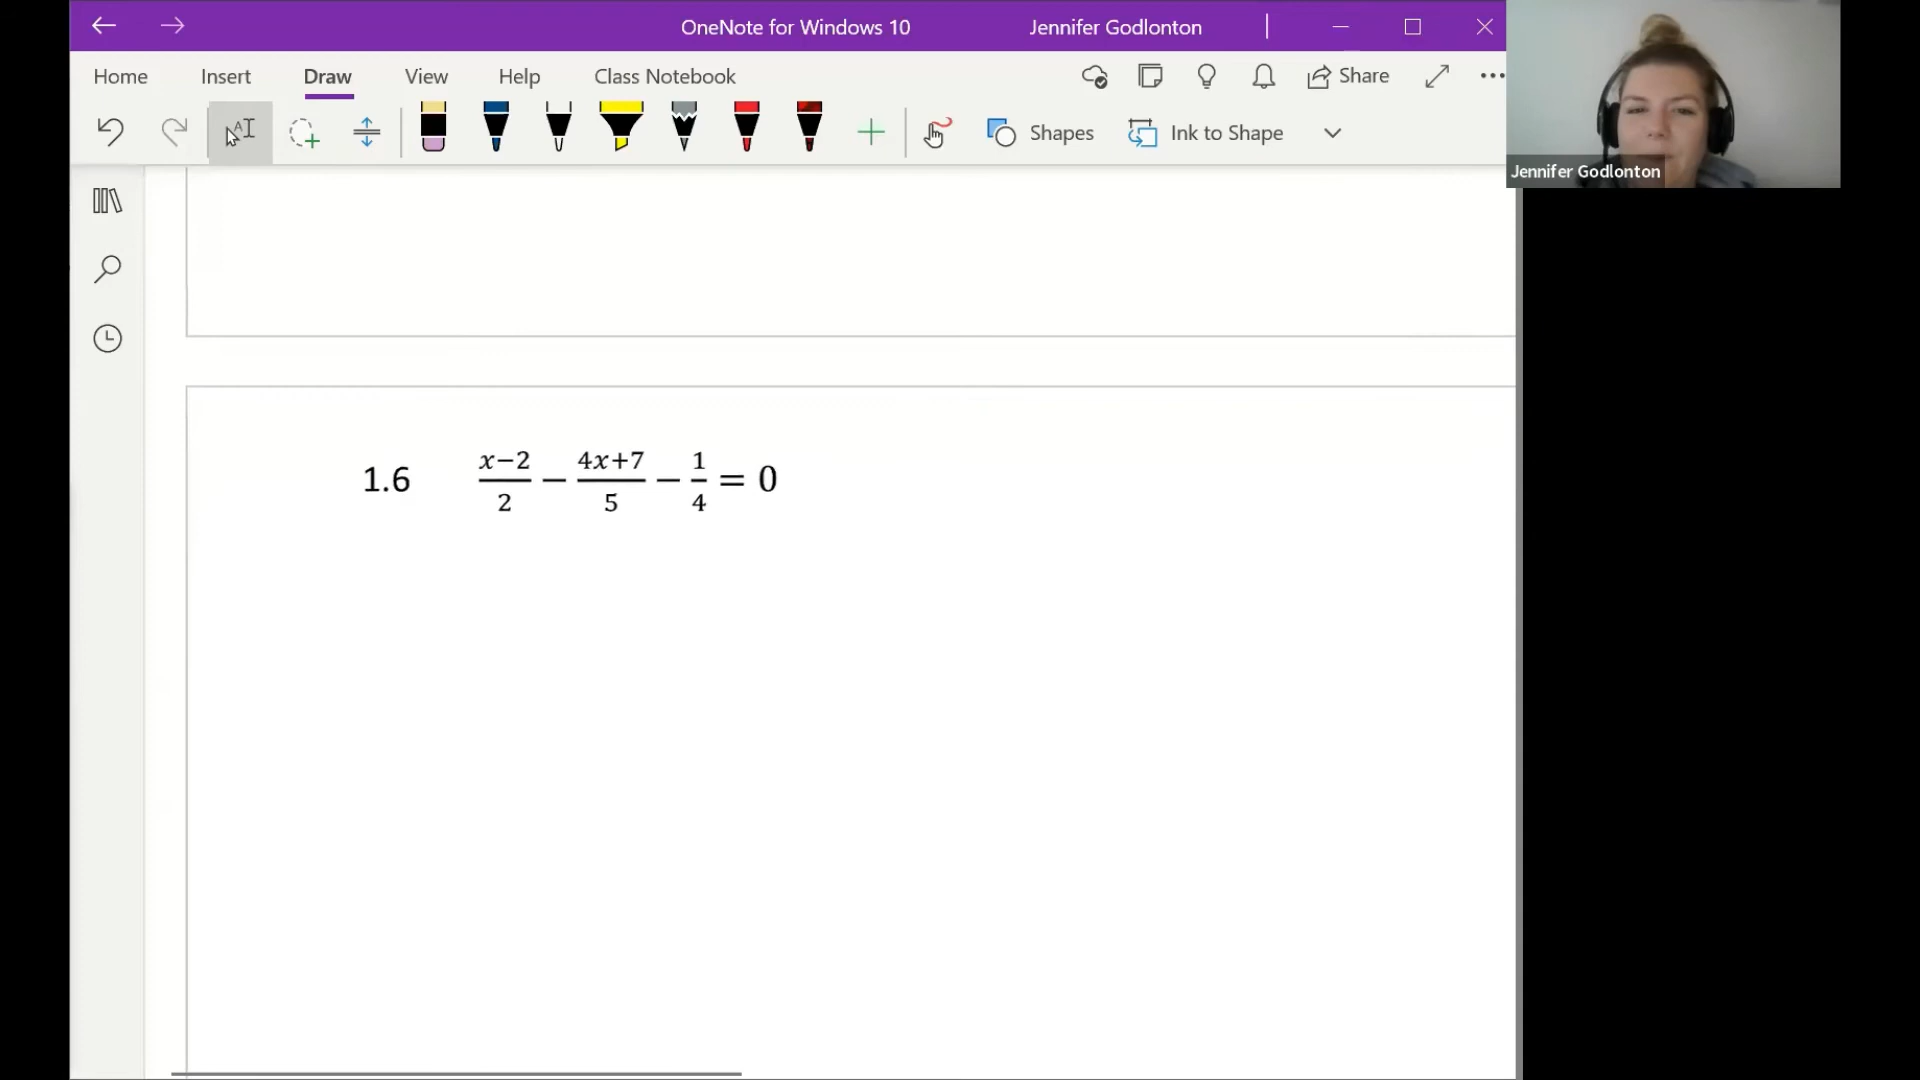 OneNote for Windows 10 Jennifer Godlonton
Home Insert Draw View Help Class Notebook Share
Shapes Ink to Shape
Jennifer Godlonton
1.6 x−2/2 − 4x+7/5 − 1/4 = 0